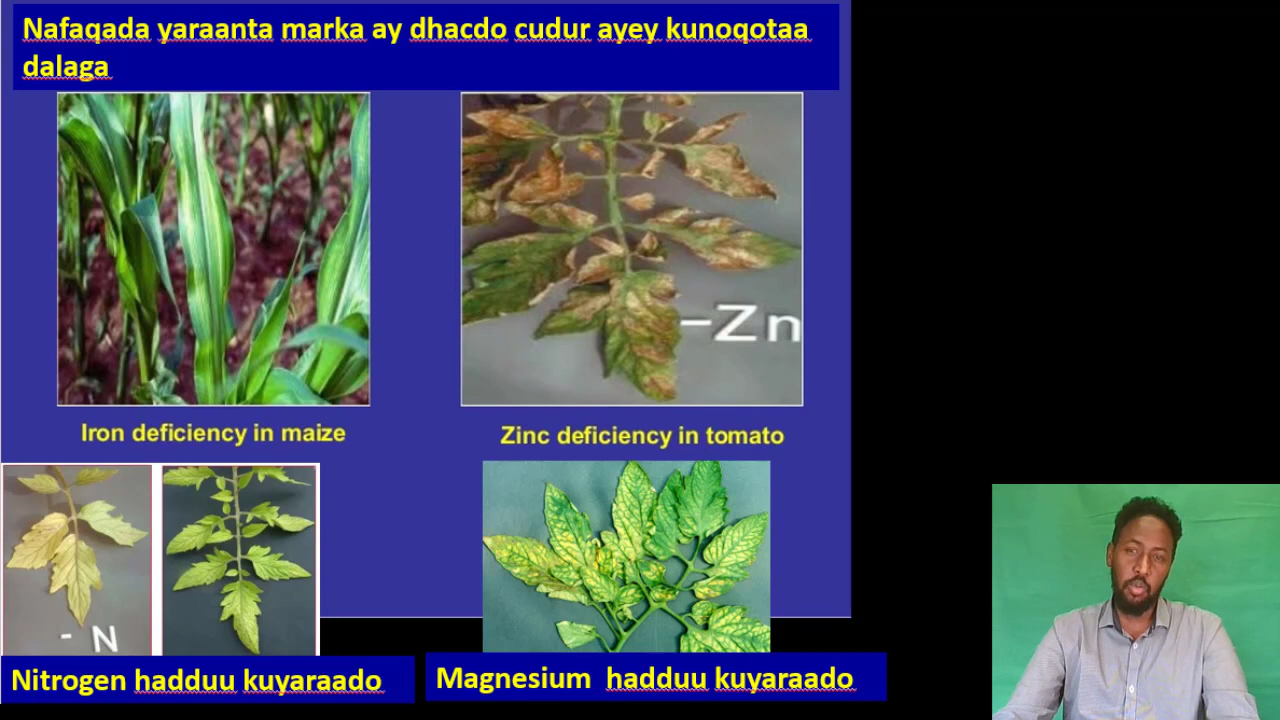 Nafaqada yaraanta marka ay dhacdo cudur ayey kunoqotaa
dalaga
-Zn
Iron deficiency in maize
Zinc deficiency in tomato
- N
Nitrogen hadduu kuyaraado
Magnesium hadduu kuyaraado